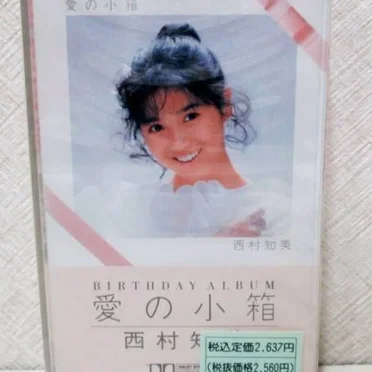 愛の小箱
西村知美
BIRTHDAY ALBUM
愛の小箱
西村知
税込定価2,637円
(税抜価格2,560円)